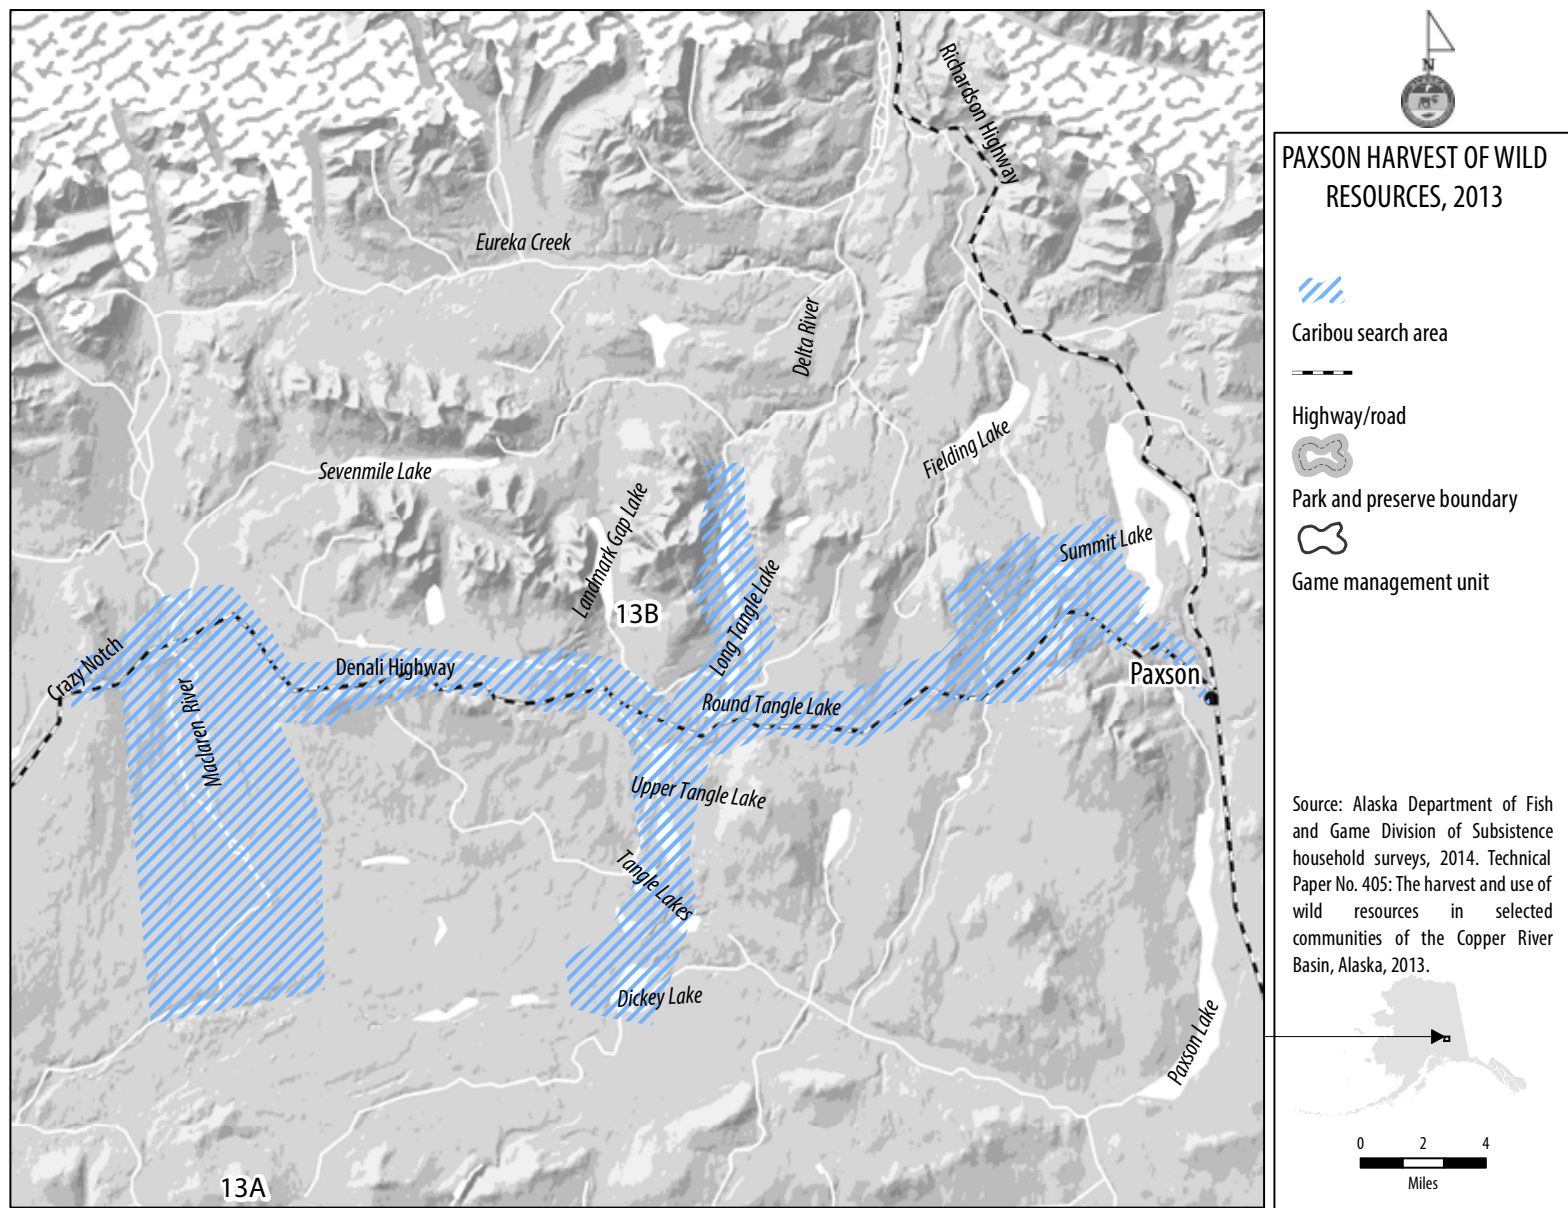 Richardson Highway
Eureka Creek
Delta River
Fielding Lake
Sevenmile Lake
Landmark Gap Lake
Summit Lake
Long Tangle Lake
13B
Crazy Notch
Denali Highway
Paxson
Maclaren River
Round Tangle Lake
Upper Tangle Lake
Tangle Lakes
Dickey Lake
Paxson Lake
13A
N
PAXSON HARVEST OF WILD
RESOURCES, 2013
Caribou search area
Highway/road
Park and preserve boundary
Game management unit
Source: Alaska Department of Fish
and Game Division of Subsistence
household surveys, 2014. Technical
Paper No. 405: The harvest and use of
wild resources in selected
communities of the Copper River
Basin, Alaska, 2013.
0 2 4
Miles